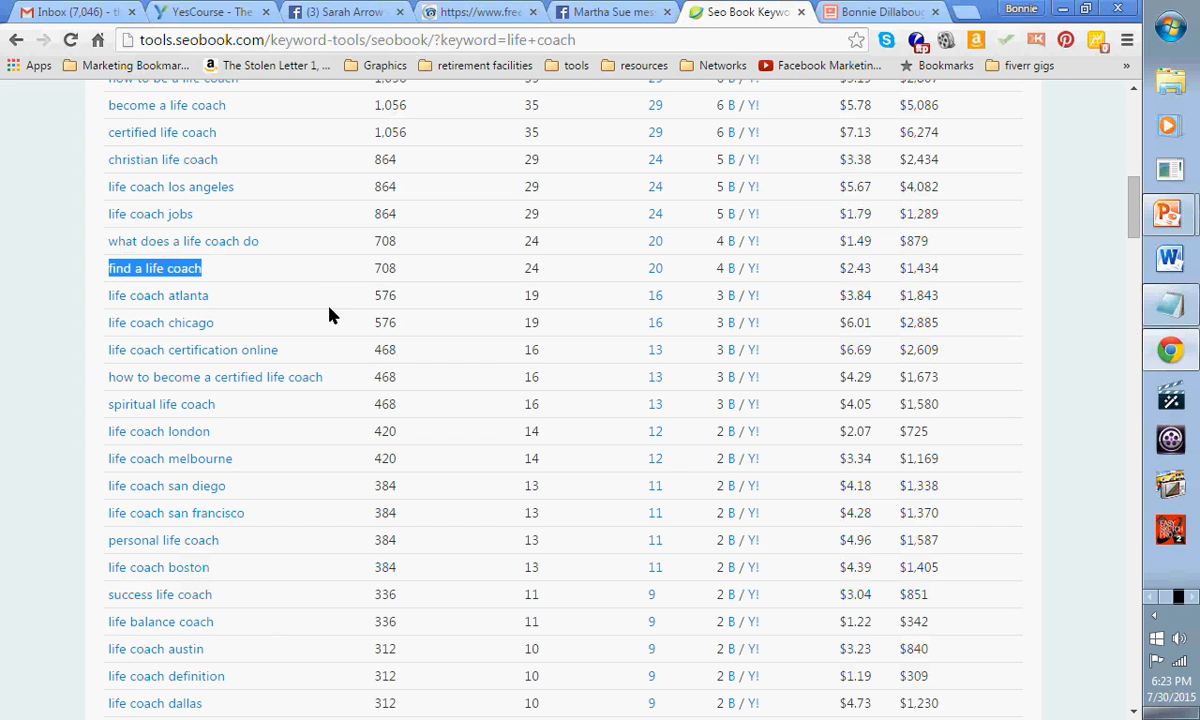 Inbox (7,046) - th
YesCourse - The
(3) Sarah Arrow
https://www.free
Martha Sue mes
Seo Book Keywo
Bonnie Dillaboug
Bonnie
tools.seobook.com/keyword-tools/seobook/?keyword=life+coach
Apps Marketing Bookmar... The Stolen Letter 1, ... Graphics retirement facilities tools resources Networks Facebook Marketing... Bookmarks fiverr gigs »
become a life coach 1,056 35 29 6 B / Y! $5.78 $5,086
certified life coach 1,056 35 29 6 B / Y! $7.13 $6,274
christian life coach 864 29 24 5 B / Y! $3.38 $2,434
life coach los angeles 864 29 24 5 B / Y! $5.67 $4,082
life coach jobs 864 29 24 5 B / Y! $1.79 $1,289
what does a life coach do 708 24 20 4 B / Y! $1.49 $879
find a life coach 708 24 20 4 B / Y! $2.43 $1,434
life coach atlanta 576 19 16 3 B / Y! $3.84 $1,843
life coach chicago 576 19 16 3 B / Y! $6.01 $2,885
life coach certification online 468 16 13 3 B / Y! $6.69 $2,609
how to become a certified life coach 468 16 13 3 B / Y! $4.29 $1,673
spiritual life coach 468 16 13 3 B / Y! $4.05 $1,580
life coach london 420 14 12 2 B / Y! $2.07 $725
life coach melbourne 420 14 12 2 B / Y! $3.34 $1,169
life coach san diego 384 13 11 2 B / Y! $4.18 $1,338
life coach san francisco 384 13 11 2 B / Y! $4.28 $1,370
personal life coach 384 13 11 2 B / Y! $4.96 $1,587
life coach boston 384 13 11 2 B / Y! $4.39 $1,405
success life coach 336 11 9 2 B / Y! $3.04 $851
life balance coach 336 11 9 2 B / Y! $1.22 $342
life coach austin 312 10 9 2 B / Y! $3.23 $840
life coach definition 312 10 9 2 B / Y! $1.19 $309
life coach dallas 312 10 9 2 B / Y! $4.73 $1,230
6:23 PM
7/30/2015